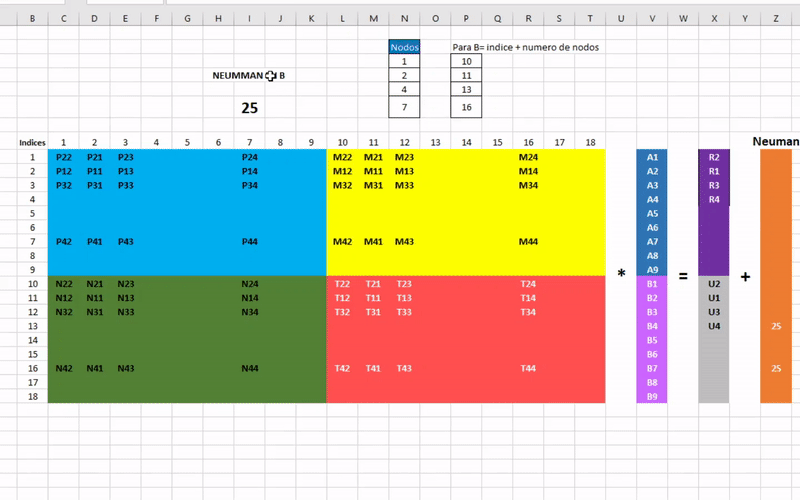 B C D E F G H I J K L M N O P Q R S T U V W X Y Z
Nodos Para B= indice + numero de nodos
1 10
NEUMMAN B 2 11
4 13
25 7 16
Indices 1 2 3 4 5 6 7 8 9 10 11 12 13 14 15 16 17 18 Neuman
1 P22 P21 P23 P24 M22 M21 M23 M24 A1 R2
2 P12 P11 P13 P14 M12 M11 M13 M14 A2 R1
3 P32 P31 P33 P34 M32 M31 M33 M34 A3 R3
4 A4 R4
5 A5
6 A6
7 P42 P41 P43 P44 M42 M41 M43 M44 A7
8 A8
9 A9
* = +
10 N22 N21 N23 N24 T22 T21 T23 T24 B1 U2
11 N12 N11 N13 N14 T12 T11 T13 T14 B2 U1
12 N32 N31 N33 N34 T32 T31 T33 T34 B3 U3
13 B4 U4 25
14 B5
15 B6
16 N42 N41 N43 N44 T42 T41 T43 T44 B7 25
17 B8
18 B9